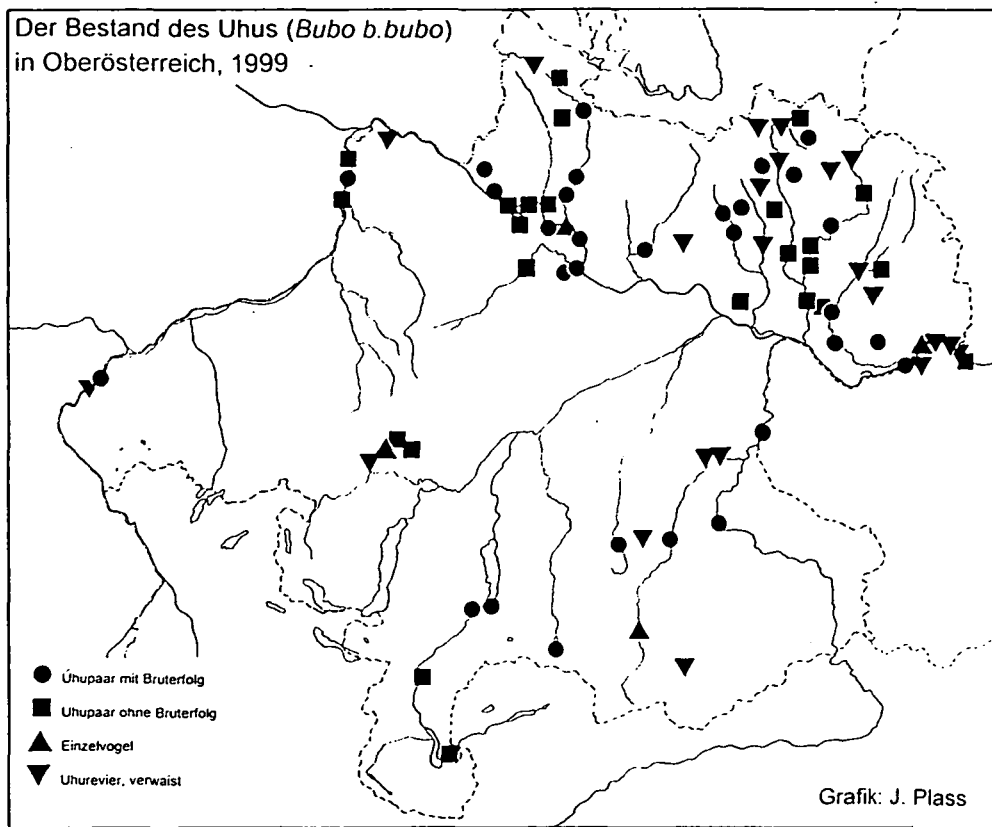 Der Bestand des Uhus (Bubo b.bubo)
in Oberösterreich, 1999
Uhupaar mit Bruterfolg
Uhupaar ohne Bruterfolg
Einzelvogel
Uhurevier, verwaist
Grafik: J. Plass